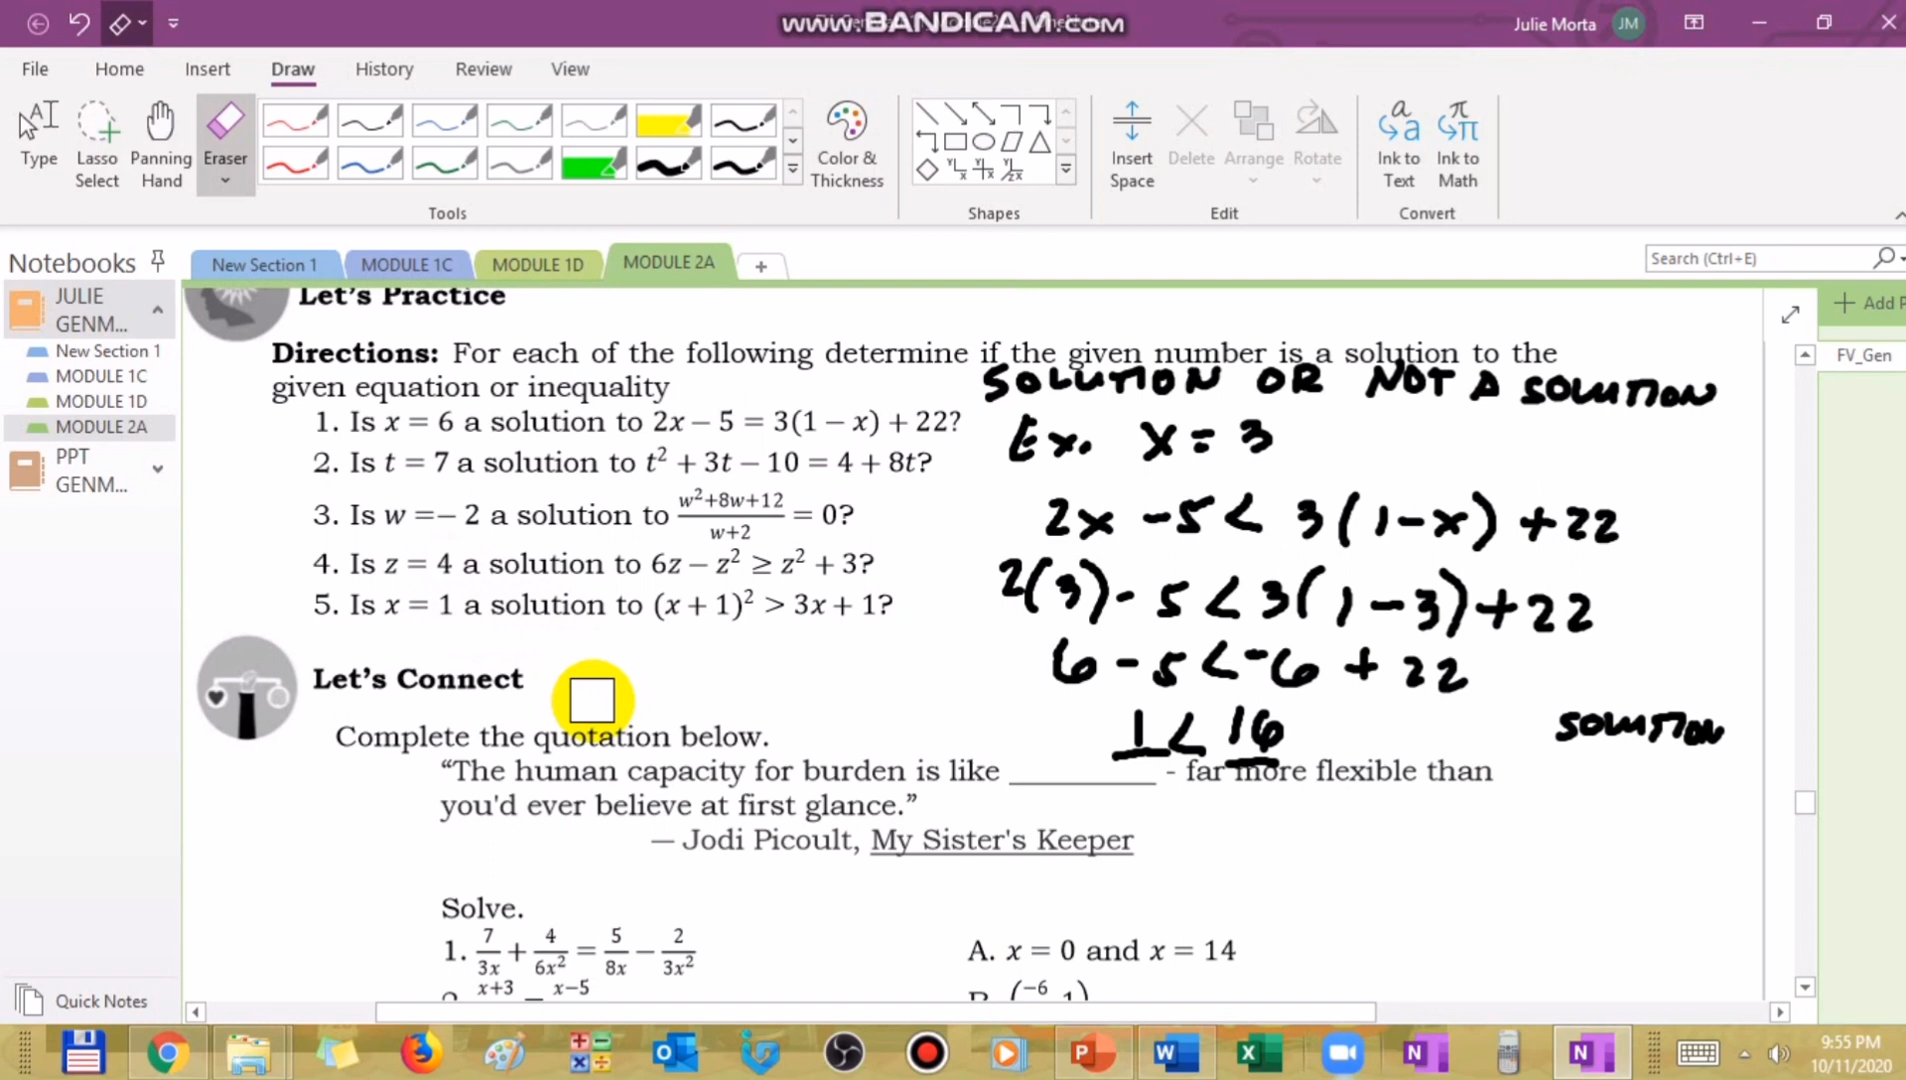 www.BANDICAM.com
Julie Morta JM
File Home Insert Draw History Review View
Type
Lasso Select
Panning Hand
Eraser
Color & Thickness
Insert Space
Delete
Arrange
Rotate
Ink to Text
Ink to Math
Tools Shapes Edit Convert
Notebooks
New Section 1 MODULE 1C MODULE 1D MODULE 2A
Search (Ctrl+E)
JULIE GENM...
New Section 1
MODULE 1C
MODULE 1D
MODULE 2A
PPT GENM...
Quick Notes
Add P
FV_Gen
Let's Practice
Directions: For each of the following determine if the given number is a solution to the
given equation or inequality
1. Is x = 6 a solution to 2x − 5 = 3(1 − x) + 22?
2. Is t = 7 a solution to t² + 3t − 10 = 4 + 8t?
3. Is w =− 2 a solution to (w²+8w+12)/(w+2) = 0?
4. Is z = 4 a solution to 6z − z² ≥ z² + 3?
5. Is x = 1 a solution to (x + 1)² > 3x + 1?
SOLUTION OR NOT A SOLUTION
Ex. x = 3
2x - 5 < 3(1-x) + 22
2(3) - 5 < 3(1-3) + 22
6 - 5 < -6 + 22
1 < 16
SOLUTION
Let's Connect
Complete the quotation below.
“The human capacity for burden is like __________ - far more flexible than
you'd ever believe at first glance.”
— Jodi Picoult, My Sister's Keeper
Solve.
1. 7/3x + 4/6x² = 5/8x − 2/3x²
A. x = 0 and x = 14
x+3 x−5
9:55 PM
10/11/2020